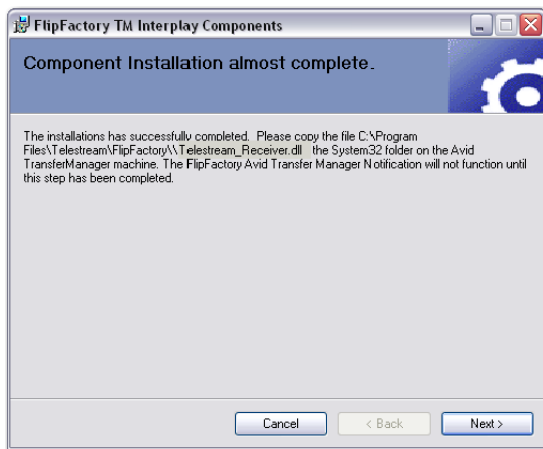 FlipFactory TM Interplay Components
Component Installation almost complete.
The installations has successfully completed. Please copy the file C:\Program
Files\Telestream\FlipFactory\\Telestream_Receiver.dll the System32 folder on the Avid
TransferManager machine. The FlipFactory Avid Transfer Manager Notification will not function until
this step has been completed.
Cancel
< Back
Next >